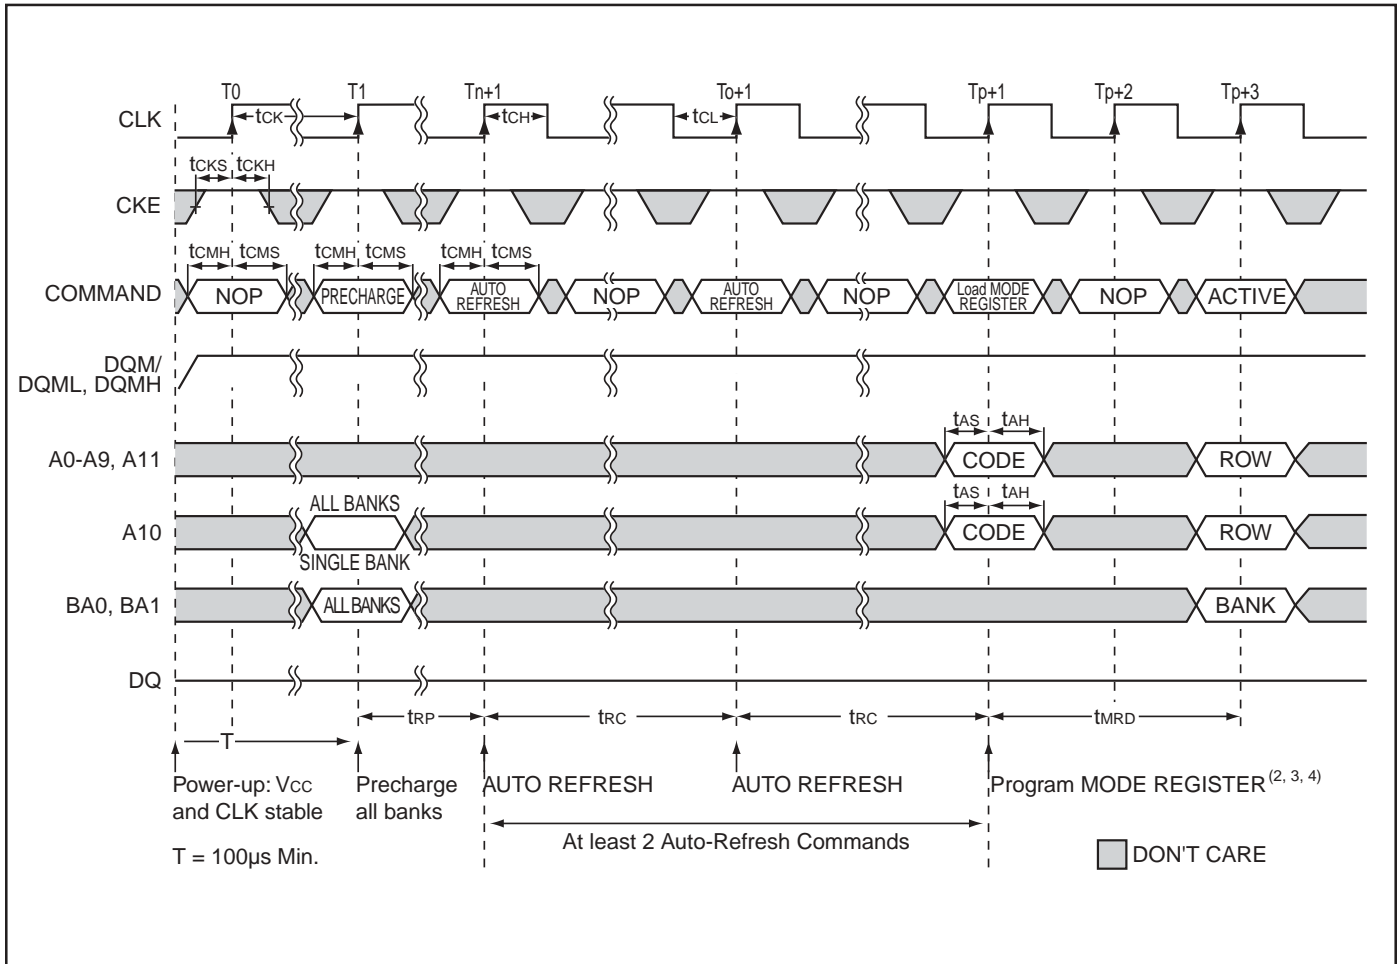 T0 T1 Tn+1 To+1 Tp+1 Tp+2 Tp+3
CLK tCK tCH tCL
tCKS tCKH
CKE
tCMH tCMS tCMH tCMS tCMH tCMS
COMMAND NOP PRECHARGE AUTO REFRESH NOP AUTO REFRESH NOP Load MODE REGISTER NOP ACTIVE
DQM/
DQML, DQMH
tAS tAH
A0-A9, A11 CODE ROW
ALL BANKS tAS tAH
A10 CODE ROW
SINGLE BANK
BA0, BA1 ALL BANKS BANK
DQ
tRP tRC tRC tMRD
T
Power-up: VCC Precharge AUTO REFRESH AUTO REFRESH Program MODE REGISTER(2, 3, 4)
and CLK stable all banks
At least 2 Auto-Refresh Commands
T = 100µs Min. DON'T CARE